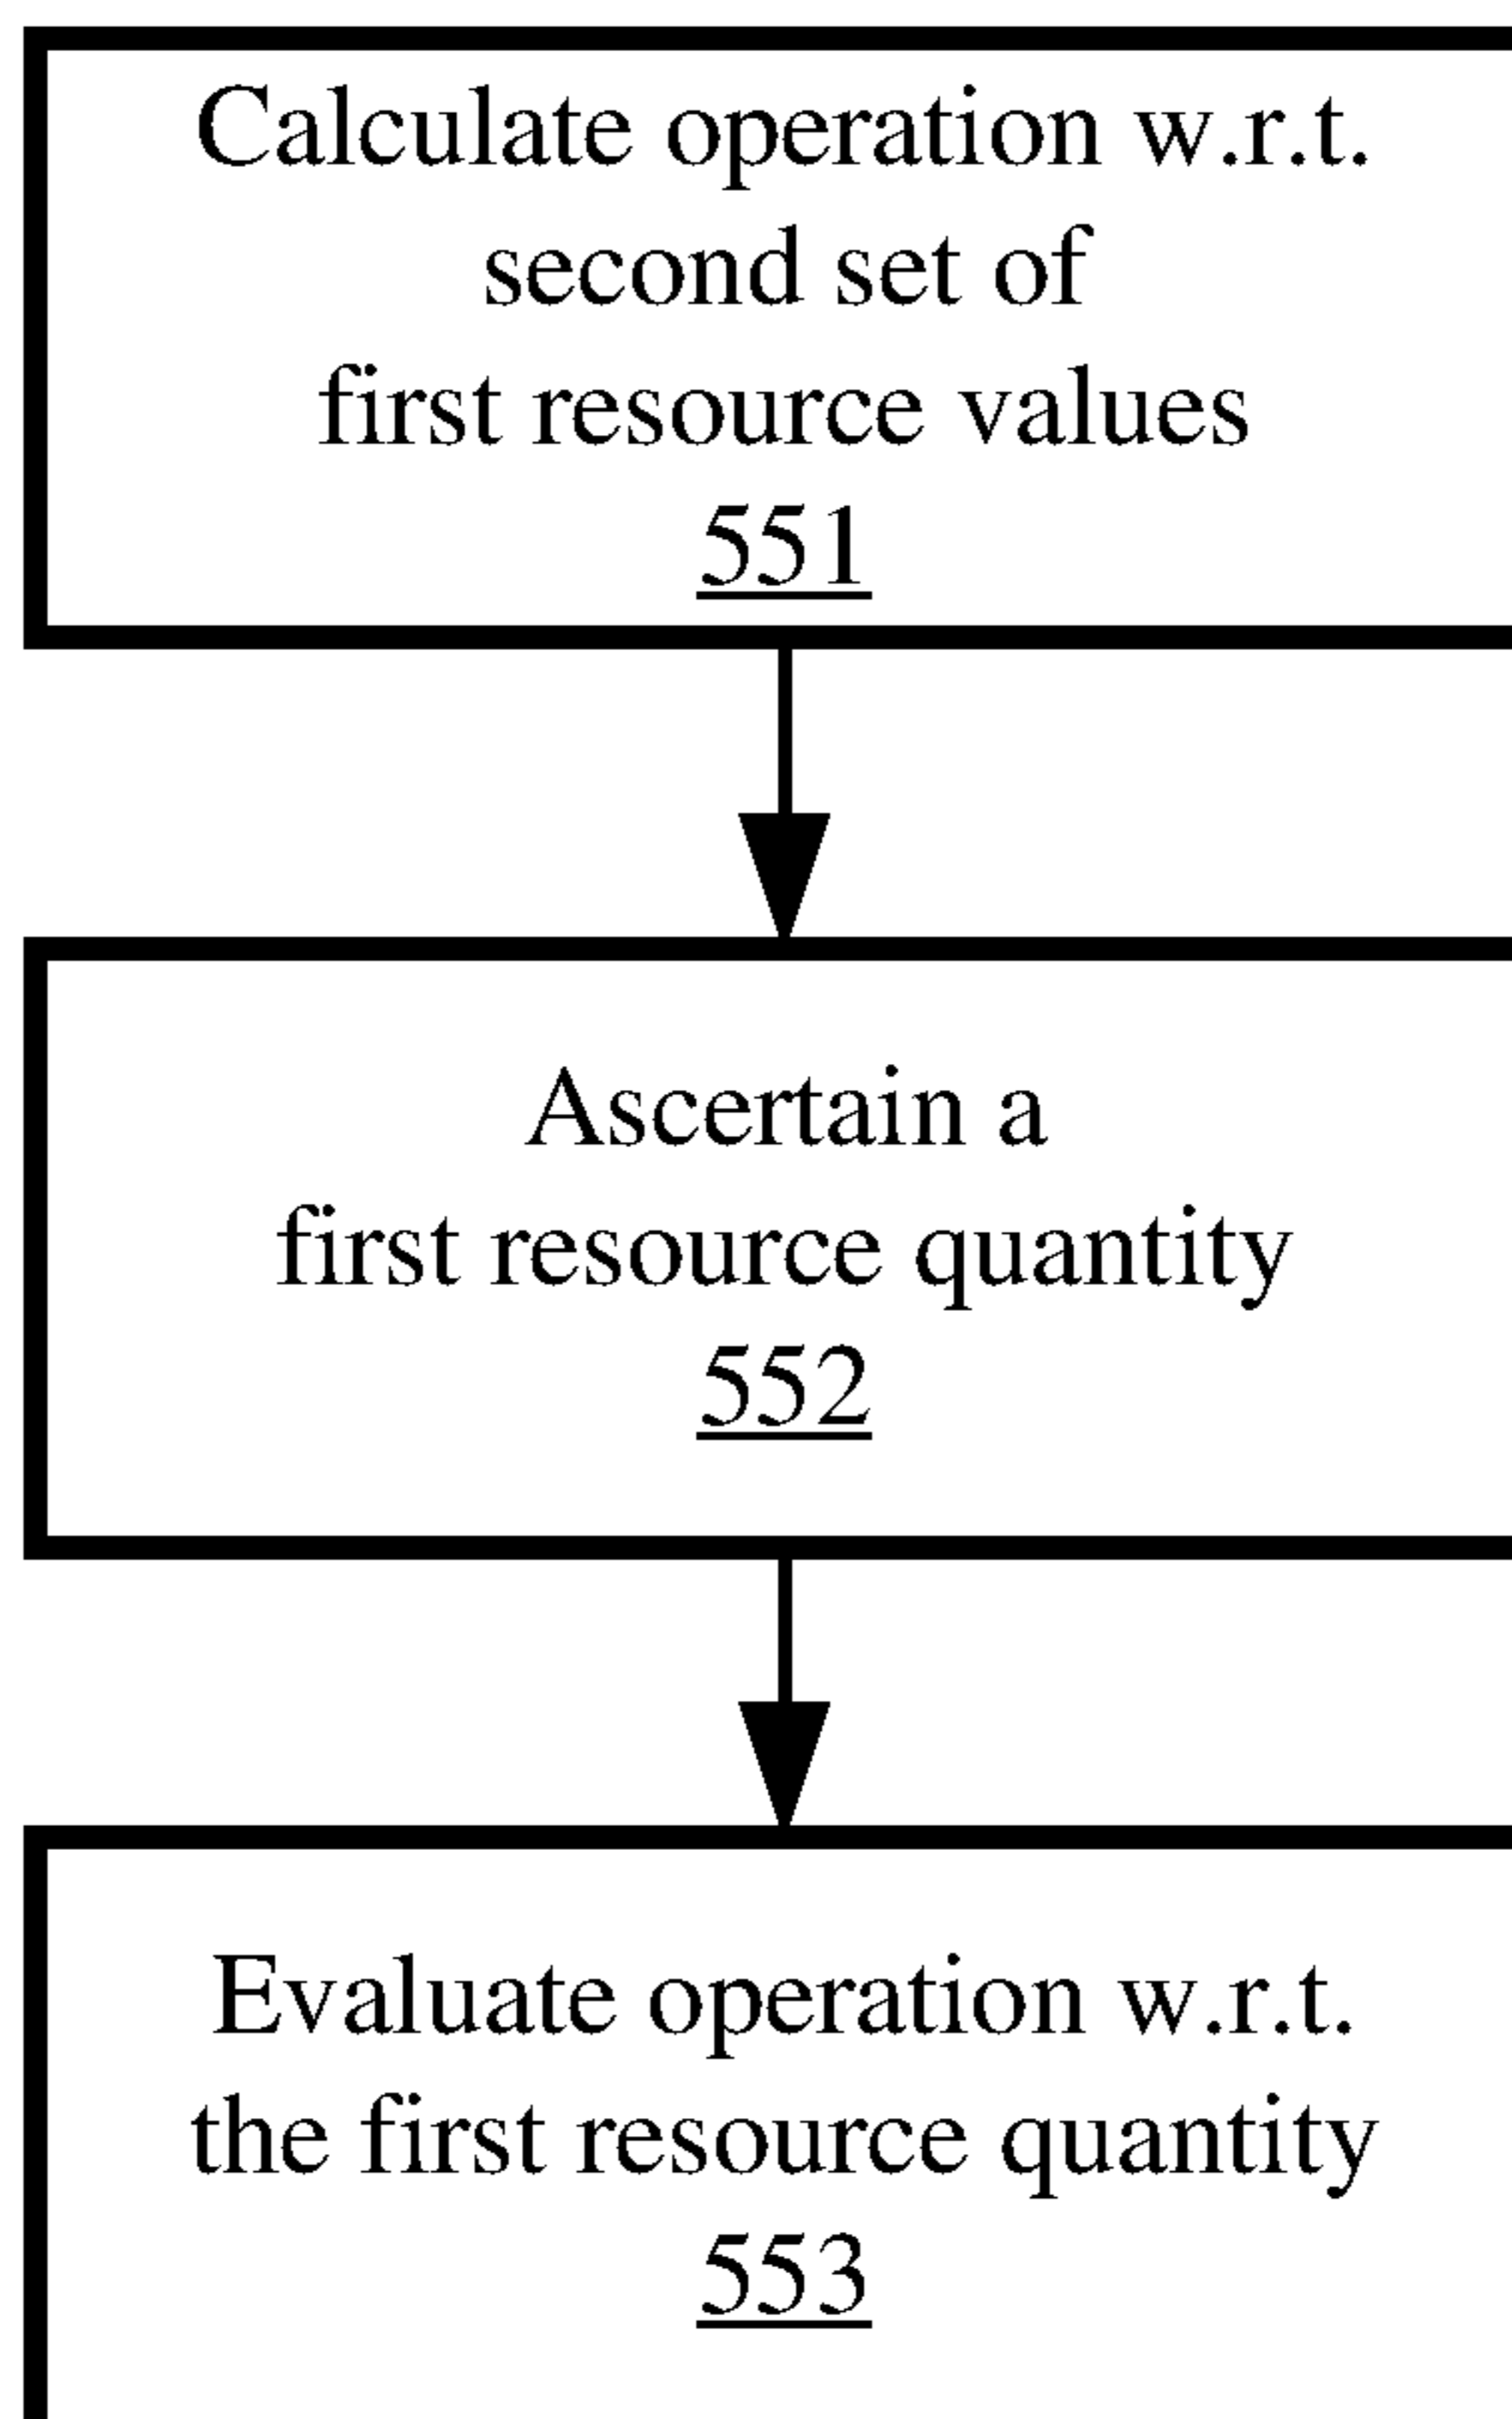 Calculate operation w.r.t.
second set of
first resource values
551
Ascertain a
first resource quantity
552
Evaluate operation w.r.t.
the first resource quantity
553